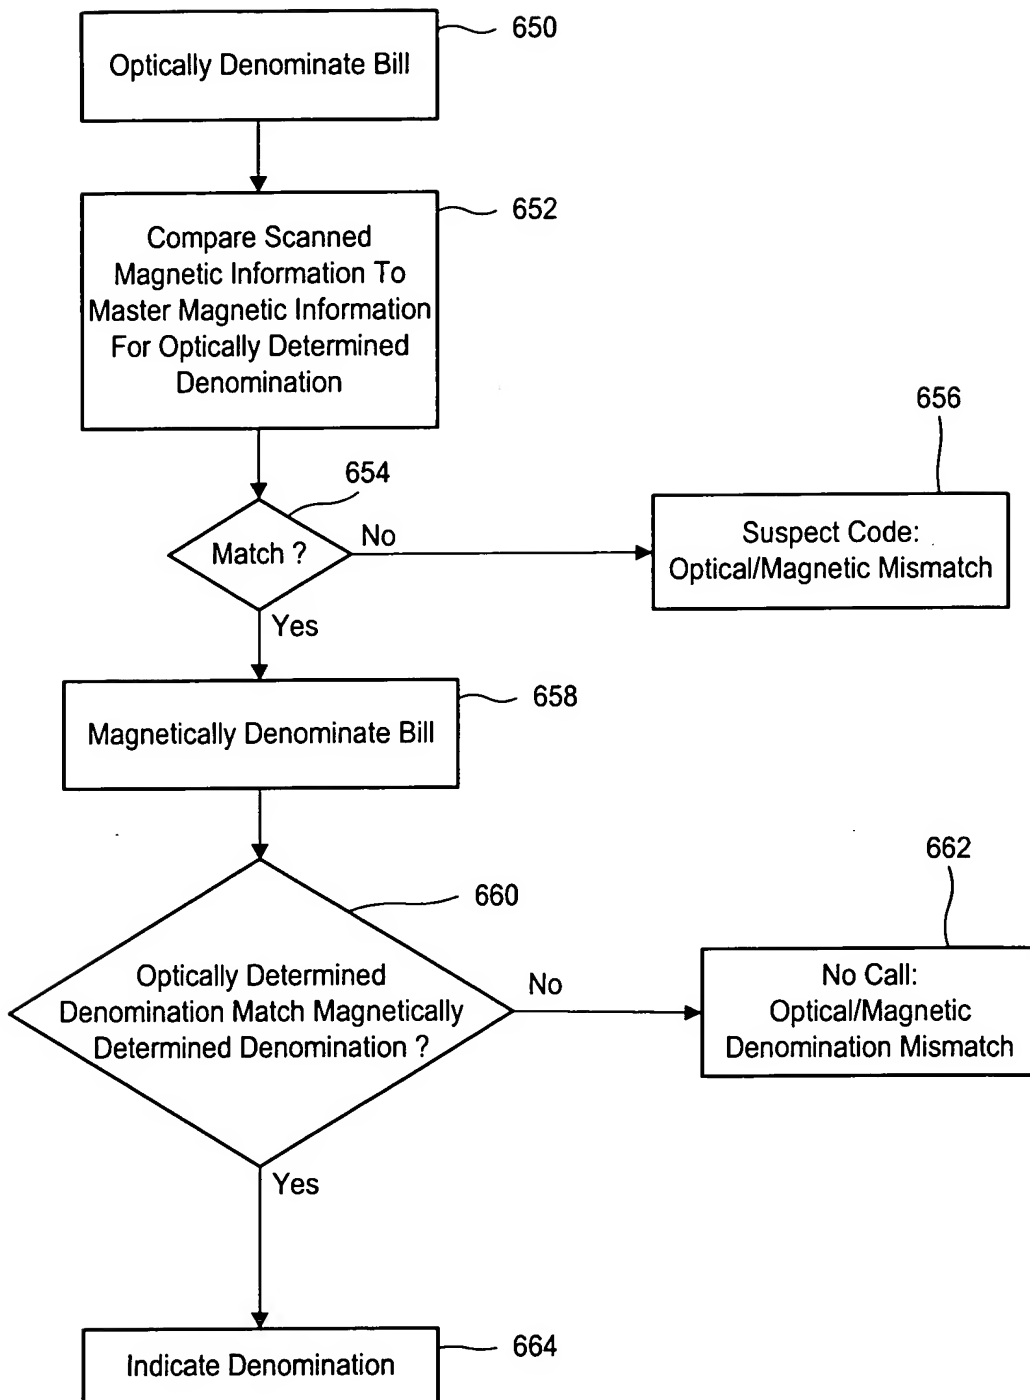 650
Optically Denominate Bill
652
Compare Scanned
Magnetic Information To
Master Magnetic Information
For Optically Determined
Denomination
654
Match ?
No
656
Suspect Code:
Optical/Magnetic Mismatch
Yes
658
Magnetically Denominate Bill
660
Optically Determined
Denomination Match Magnetically
Determined Denomination ?
No
662
No Call:
Optical/Magnetic
Denomination Mismatch
Yes
664
Indicate Denomination